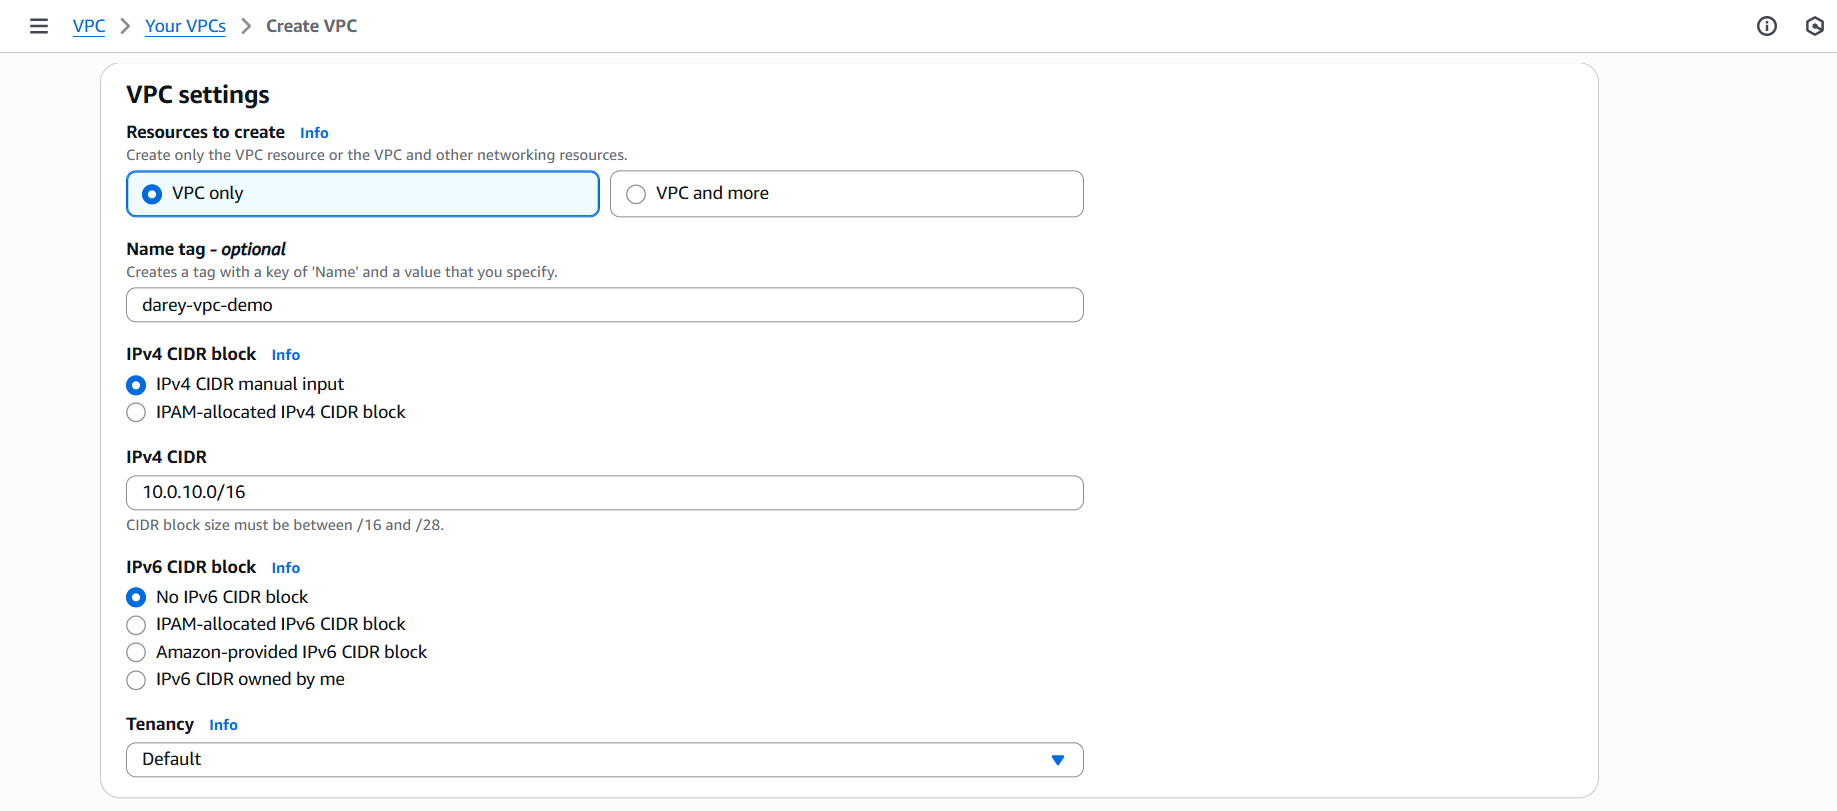 VPC > Your VPCs > Create VPC
VPC settings
Resources to create Info
Create only the VPC resource or the VPC and other networking resources.
VPC only VPC and more
Name tag - optional
Creates a tag with a key of 'Name' and a value that you specify.
darey-vpc-demo
IPv4 CIDR block Info
IPv4 CIDR manual input
IPAM-allocated IPv4 CIDR block
IPv4 CIDR
10.0.10.0/16
CIDR block size must be between /16 and /28.
IPv6 CIDR block Info
No IPv6 CIDR block
IPAM-allocated IPv6 CIDR block
Amazon-provided IPv6 CIDR block
IPv6 CIDR owned by me
Tenancy Info
Default